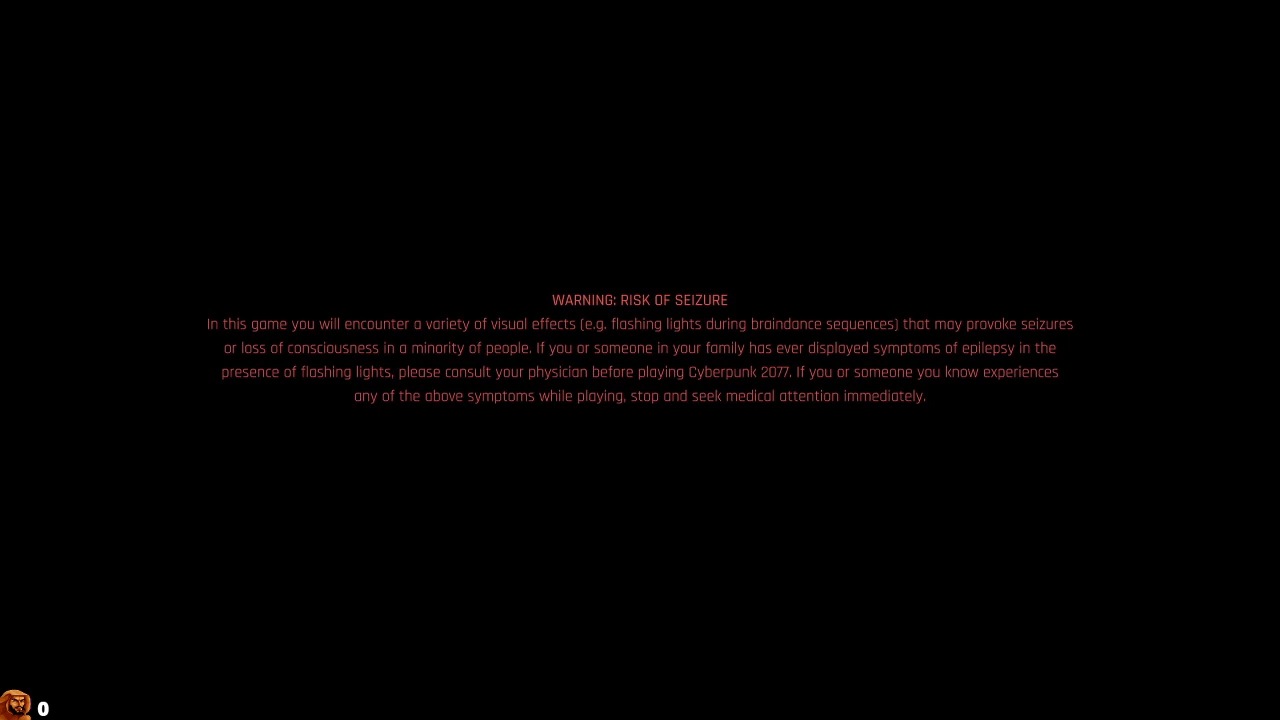 WARNING: RISK OF SEIZURE
In this game you will encounter a variety of visual effects (e.g. flashing lights during braindance sequences) that may provoke seizures
or loss of consciousness in a minority of people. If you or someone in your family has ever displayed symptoms of epilepsy in the
presence of flashing lights, please consult your physician before playing Cyberpunk 2077. If you or someone you know experiences
any of the above symptoms while playing, stop and seek medical attention immediately.
0